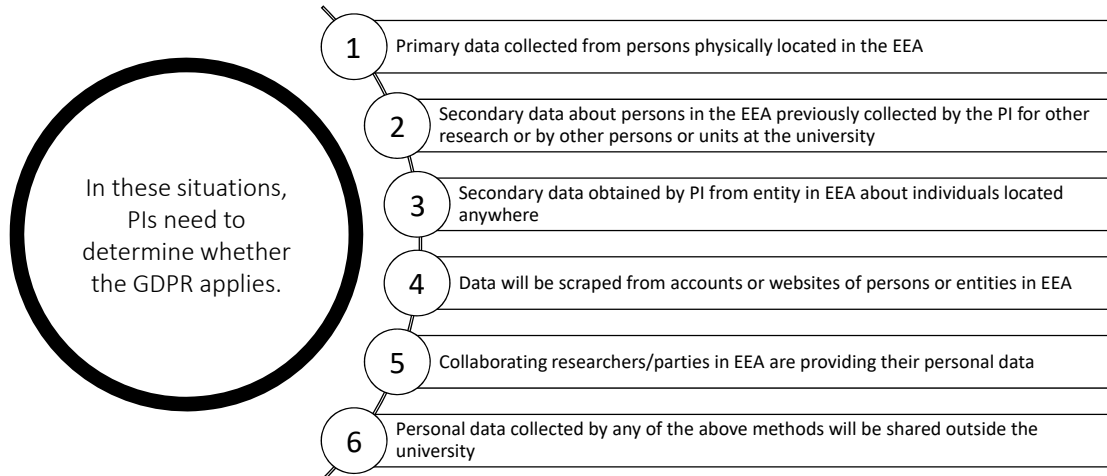 In these situations,
PIs need to
determine whether
the GDPR applies.
1
Primary data collected from persons physically located in the EEA
2
Secondary data about persons in the EEA previously collected by the PI for other
research or by other persons or units at the university
3
Secondary data obtained by PI from entity in EEA about individuals located
anywhere
4
Data will be scraped from accounts or websites of persons or entities in EEA
5
Collaborating researchers/parties in EEA are providing their personal data
6
Personal data collected by any of the above methods will be shared outside the
university